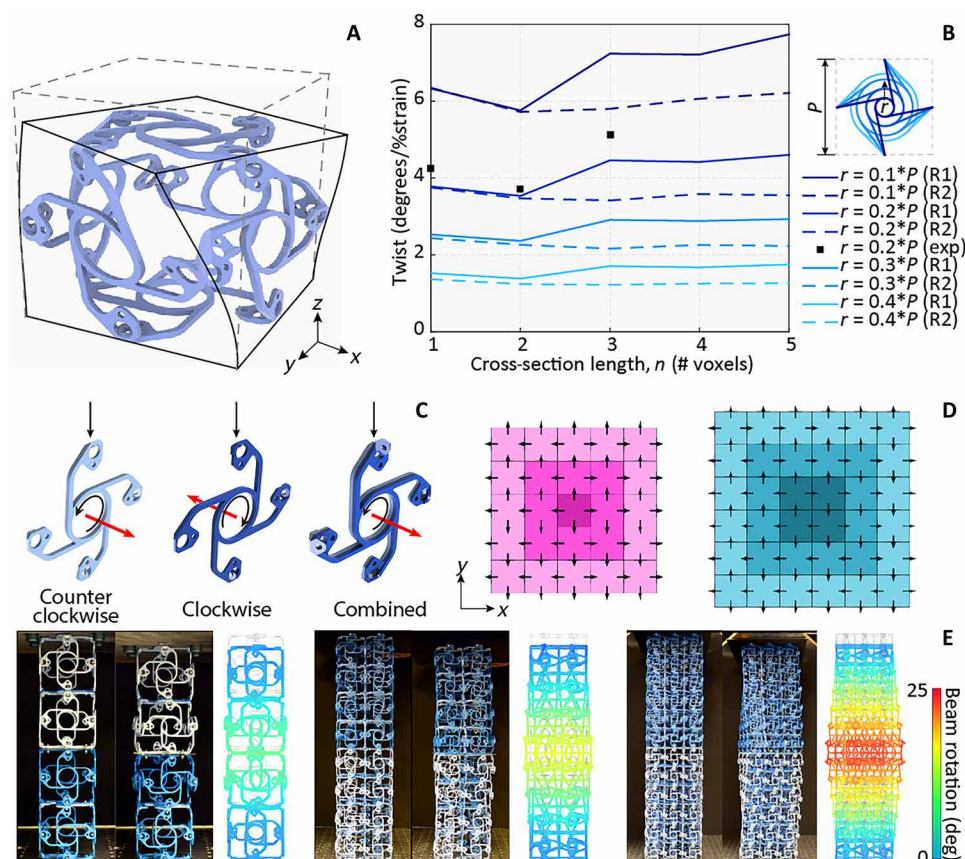 A
z
y
x
8
6
4
2
0
Twist (degrees/%strain)
1
2
3
4
5
Cross-section length, n (# voxels)
B
P
r
r = 0.1*P (R1)
r = 0.1*P (R2)
r = 0.2*P (R1)
r = 0.2*P (R2)
r = 0.2*P (exp)
r = 0.3*P (R1)
r = 0.3*P (R2)
r = 0.4*P (R1)
r = 0.4*P (R2)
C
Counter
clockwise
Clockwise
Combined
D
y
x
E
25
Beam rotation (deg)
0